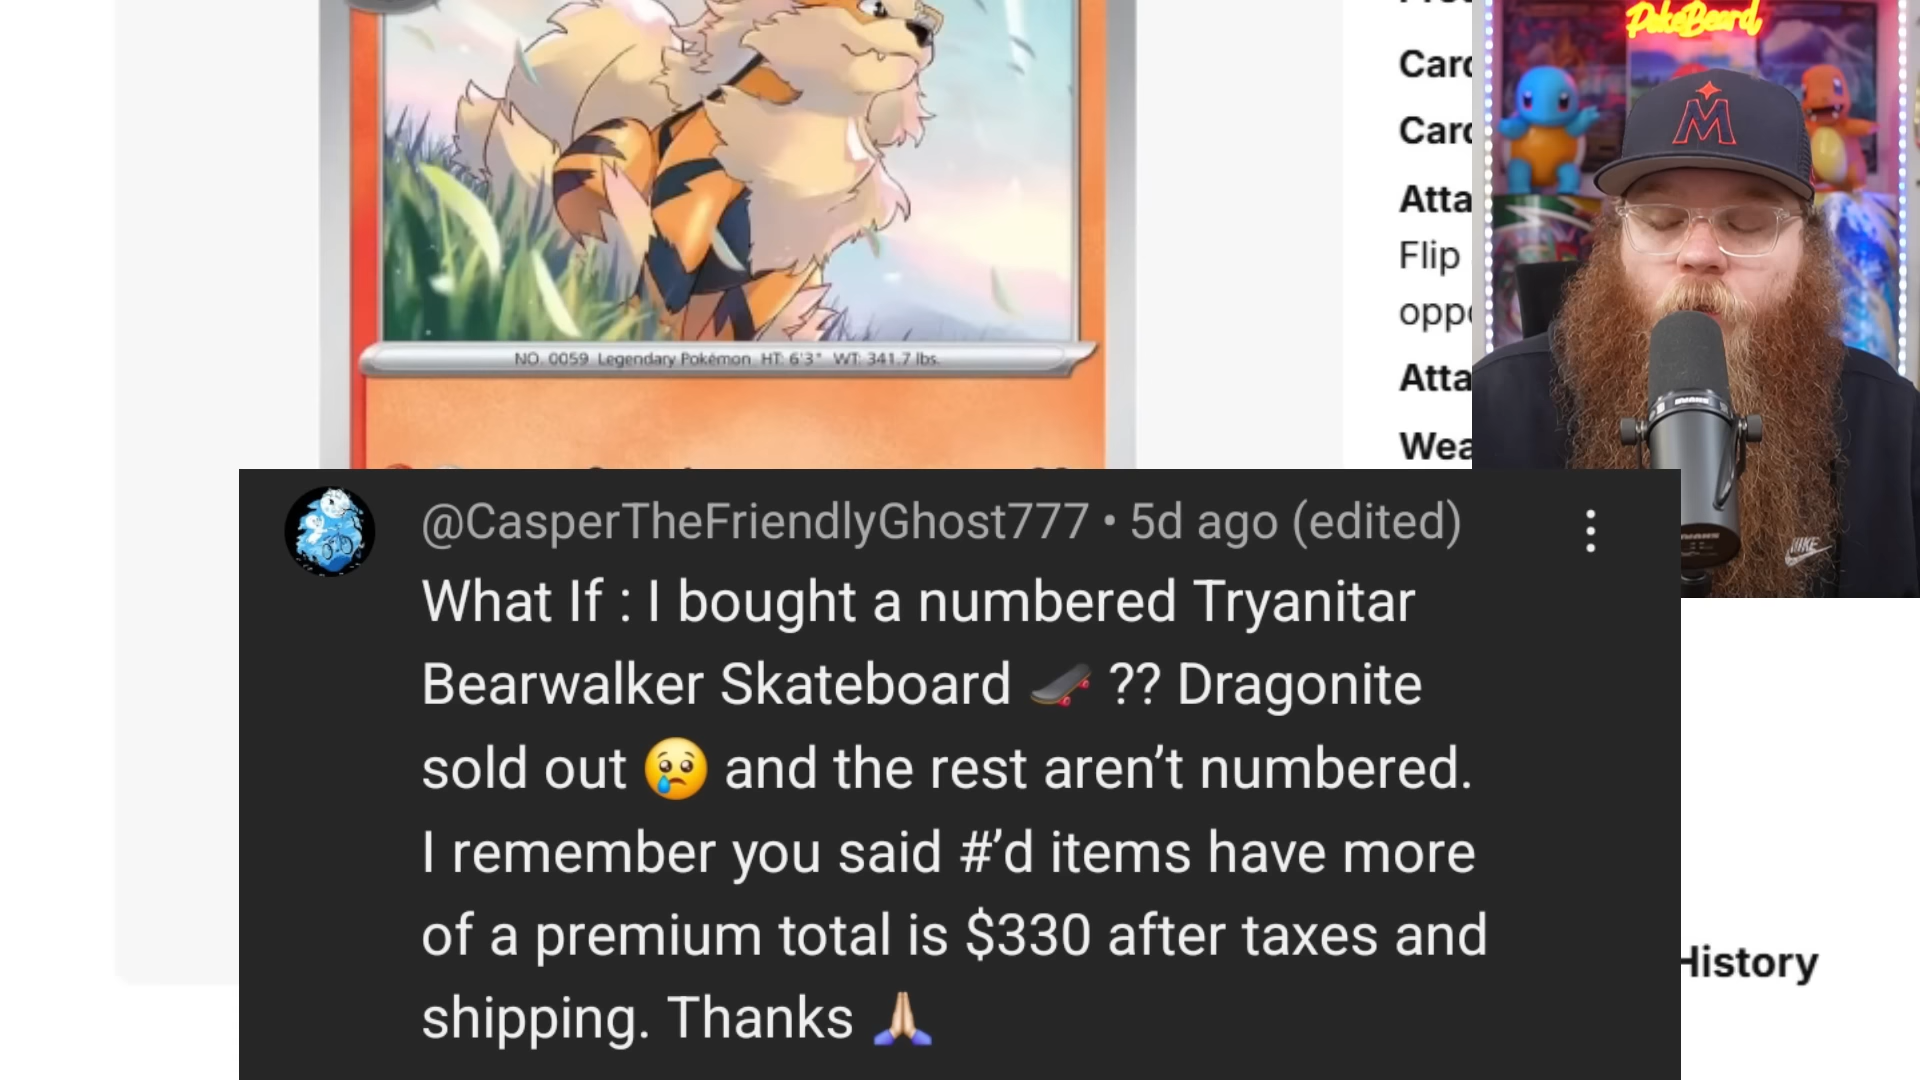 PokeBeard
Card
Card
Atta
Flip
oppo
Atta
Wea
M
NO. 0059 Legendary Pokémon HT: 6'3" WT: 341.7 lbs.
NIKE
@CasperTheFriendlyGhost777 • 5d ago (edited)
What If : I bought a numbered Tryanitar
Bearwalker Skateboard 🛹 ?? Dragonite
sold out 😢 and the rest aren’t numbered.
I remember you said #’d items have more
of a premium total is $330 after taxes and
shipping. Thanks 🙏🏼
History